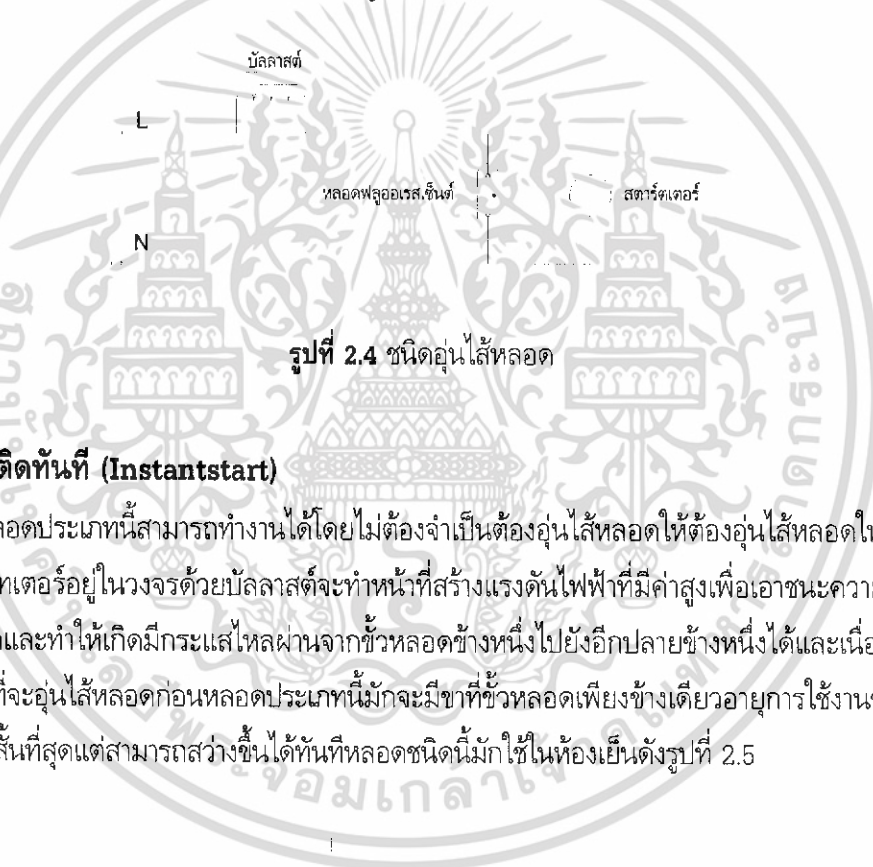 บัลลาสต์
L
หลอดฟลูออเรส.ซ็นต์
สตาร์ตเตอร์
N
รูปที่ 2.4 ชนิดอุ่นไส้หลอด
ติดทันที (Instantstart)
ลอดประเภทนี้สามารถทำงานได้โดยไม่ต้องจำเป็นต้องอุ่นไส้หลอดให้ต้องอุ่นไส้หลอดให
ทเตอร์อยู่ในวงจรด้วยบัลลาสต์จะทำหน้าที่สร้างแรงดันไฟฟ้าที่มีค่าสูงเพื่อเอาชนะความ
และทำให้เกิดมีกระแสไหลผ่านจากขั้วหลอดข้างหนึ่งไปยังอีกปลายข้างหนึ่งได้และเนื่อ
ที่จะอุ่นไส้หลอดก่อนหลอดประเภทนี้มักจะมีขาที่ขั้วหลอดเพียงข้างเดียวอายุการใช้งาน
สั้นที่สุดแต่สามารถสว่างขึ้นได้ทันทีหลอดชนิดนี้มักใช้ในห้องเย็นดังรูปที่ 2.5